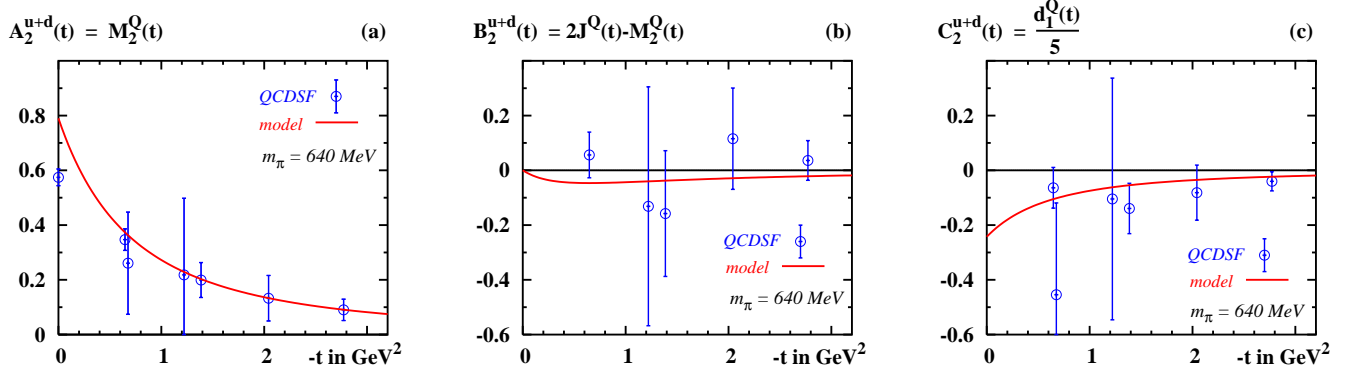 A₂ᵘ⁺ᵈ(t) = M₂^Q(t) (a)
0.8
0.6
0.4
0.2
0
QCDSF
model
m_π = 640 MeV
0 1 2 -t in GeV²
B₂ᵘ⁺ᵈ(t) = 2J^Q(t)-M₂^Q(t) (b)
0.2
0
-0.2
-0.4
-0.6
QCDSF
model
m_π = 640 MeV
0 1 2 -t in GeV²
C₂ᵘ⁺ᵈ(t) = d₁^Q(t)/5 (c)
0.2
0
-0.2
-0.4
-0.6
QCDSF
model
m_π = 640 MeV
0 1 2 -t in GeV²